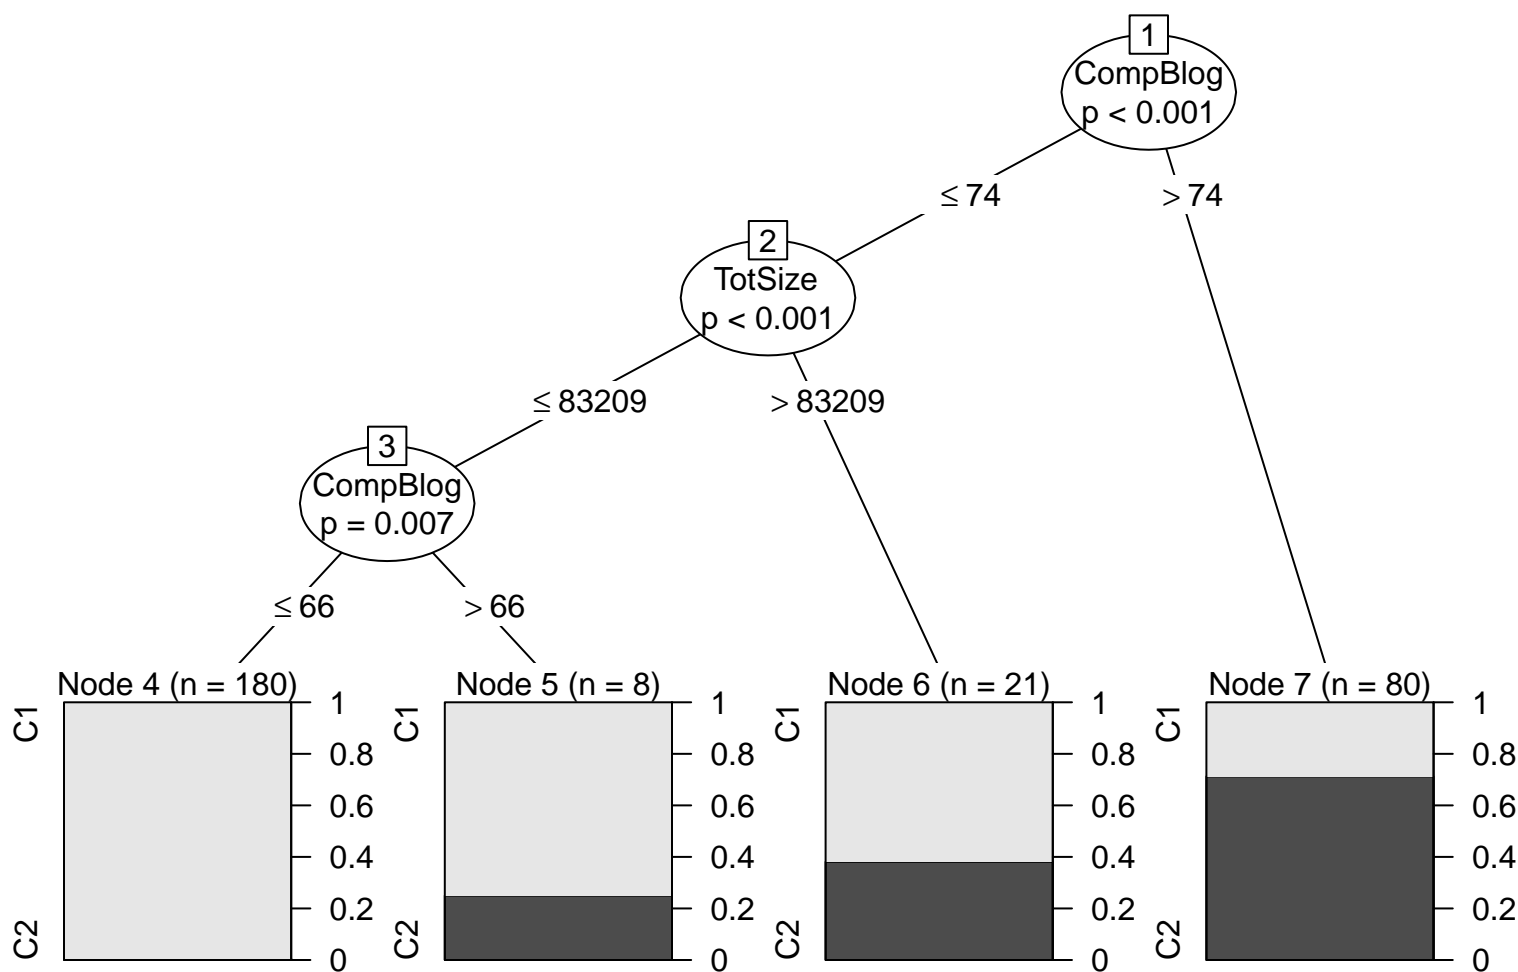 1
CompBlog
p < 0.001
≤ 74
> 74
2
TotSize
p < 0.001
≤ 83209
> 83209
3
CompBlog
p = 0.007
≤ 66
> 66
Node 4 (n = 180)
C1
C2
1
0.8
0.6
0.4
0.2
0
Node 5 (n = 8)
C1
C2
1
0.8
0.6
0.4
0.2
0
Node 6 (n = 21)
C1
C2
1
0.8
0.6
0.4
0.2
0
Node 7 (n = 80)
C1
C2
1
0.8
0.6
0.4
0.2
0